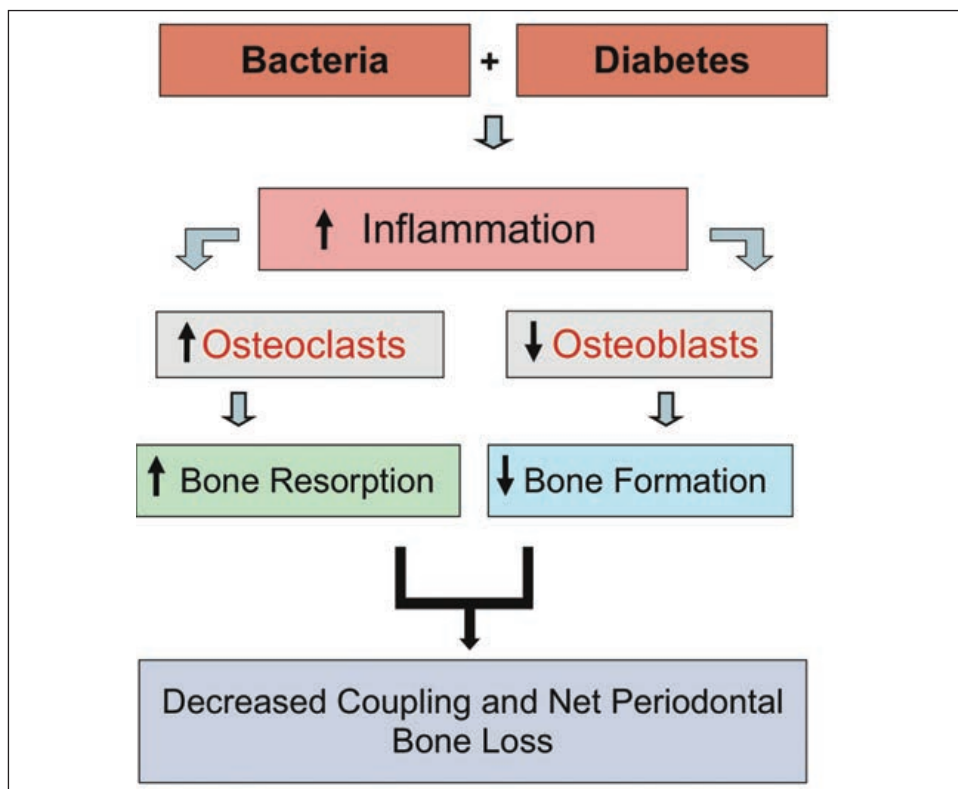 Bacteria + Diabetes
↑ Inflammation
↑ Osteoclasts ↓ Osteoblasts
↑ Bone Resorption ↓ Bone Formation
Decreased Coupling and Net Periodontal
Bone Loss